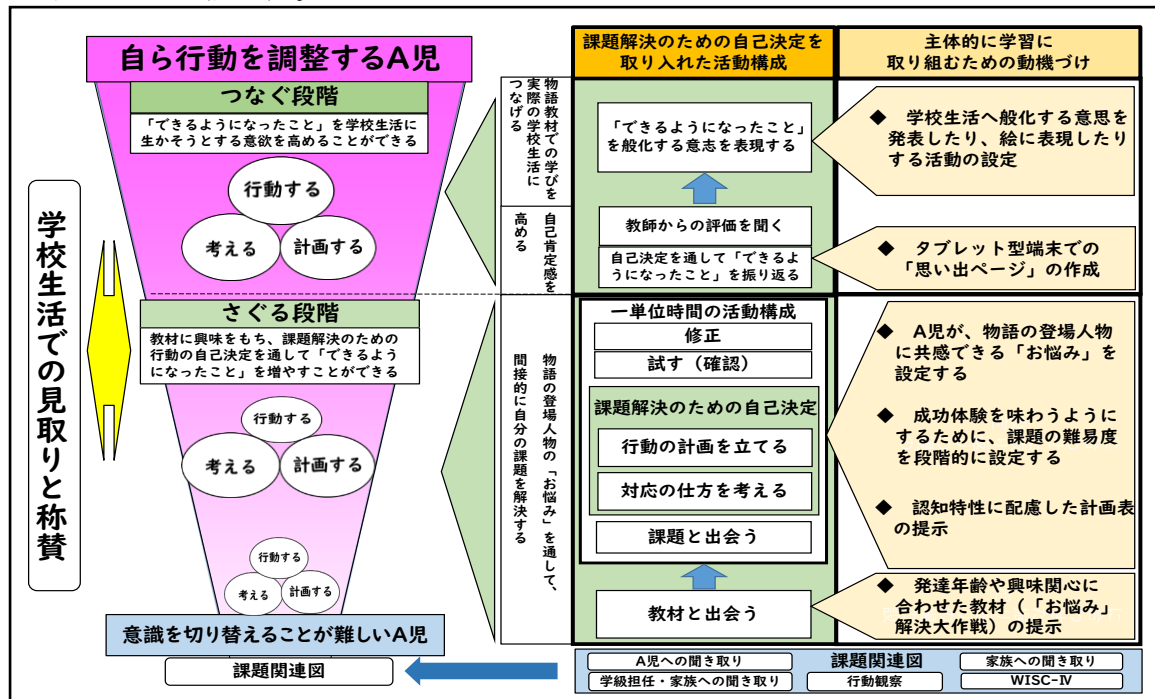 自ら行動を調整するA児
つなぐ段階
「できるようになったこと」を学校生活に
生かそうとする意欲を高めることができる
行動する
考える
計画する
さぐる段階
教材に興味をもち、課題解決のための
行動の自己決定を通して「できるよう
になったこと」を増やすことができる
行動する
考える
計画する
行動する
考える
計画する
意識を切り替えることが難しいA児
課題関連図
学校生活での見取りと称賛
物語教材での学びを
実際の学校生活に
つなげる
自己肯定感を
高める
物語の登場人物の「お悩み」を通して、
間接的に自分の課題を解決する
課題解決のための自己決定を
取り入れた活動構成
「できるようになったこと」
を般化する意志を表現する
教師からの評価を聞く
自己決定を通して「できるよ
うになったこと」を振り返る
一単位時間の活動構成
修正
試す（確認）
課題解決のための自己決定
行動の計画を立てる
対応の仕方を考える
課題と出会う
教材と出会う
主体的に学習に
取り組むための動機づけ
◆ 学校生活へ般化する意思を
発表したり、絵に表現したり
する活動の設定
◆ タブレット型端末での
「思い出ページ」の作成
◆ A児が、物語の登場人物
に共感できる「お悩み」を
設定する
◆ 成功体験を味わうように
するために、課題の難易度
を段階的に設定する
◆ 認知特性に配慮した計画表
の提示
◆ 発達年齢や興味関心に
合わせた教材（「お悩み」
解決大作戦）の提示
A児への聞き取り
課題関連図
家族への聞き取り
学級担任・家族への聞き取り
行動観察
WISC-Ⅳ